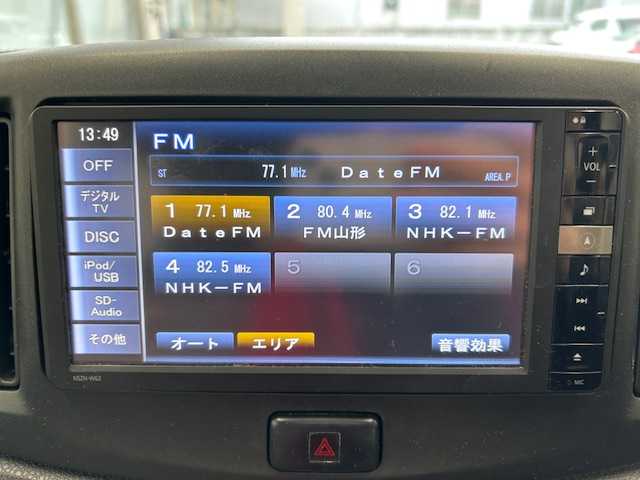 13:49
FM
OFF
ST 77.1 MHz DateFM AREA.P
デジタル
TV
1 77.1 MHz
DateFM
2 80.4 MHz
FM山形
3 82.1 MHz
NHK-FM
DISC
iPod/
USB
4 82.5 MHz
NHK-FM
5
6
SD-
Audio
その他
オート
エリア
音響効果
NSZN-W62
+
VOL
-
MIC